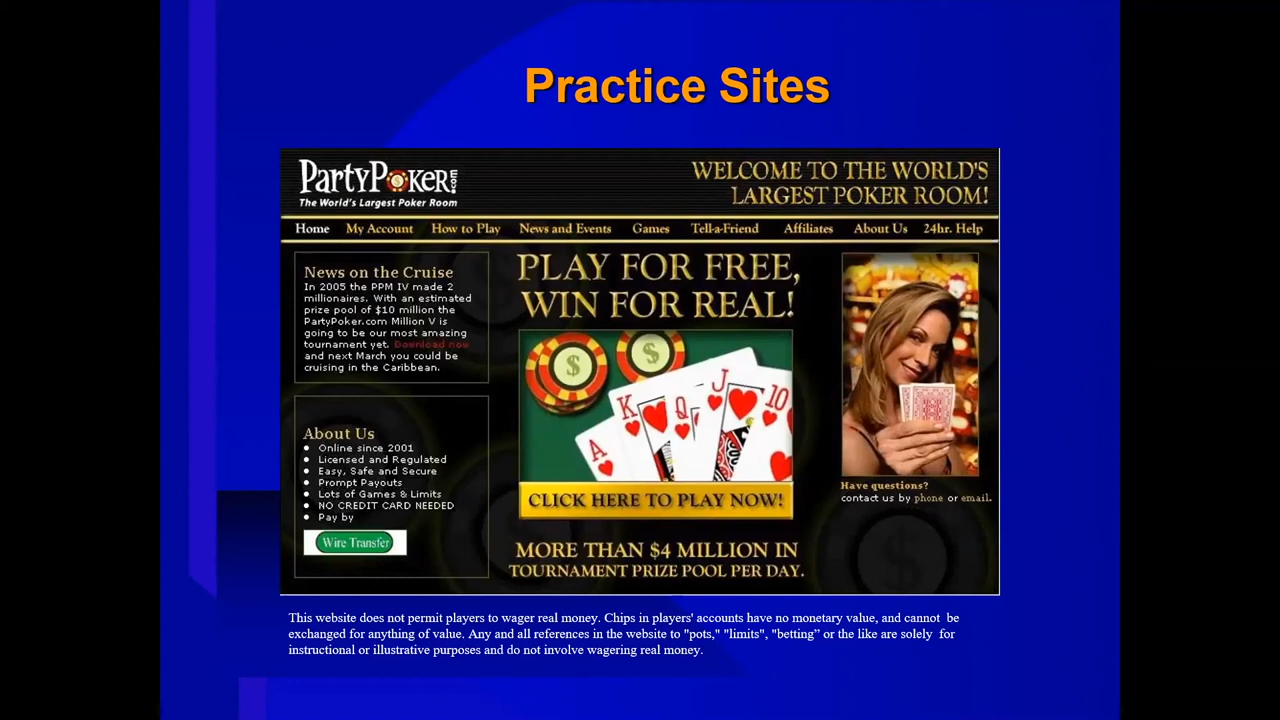 Practice Sites
PartyPoker.com
The World's Largest Poker Room
WELCOME TO THE WORLD'S
LARGEST POKER ROOM!
Home My Account How to Play News and Events Games Tell-a-Friend Affiliates About Us 24hr. Help
News on the Cruise
In 2005 the PPM IV made 2
millionaires. With an estimated
prize pool of $10 million the
PartyPoker.com Million V is
going to be our most amazing
tournament yet. Download now
and next March you could be
cruising in the Caribbean.
About Us
Online since 2001
Licensed and Regulated
Easy, Safe and Secure
Prompt Payouts
Lots of Games & Limits
NO CREDIT CARD NEEDED
Pay by
Wire Transfer
PLAY FOR FREE,
WIN FOR REAL!
A K Q J 10
CLICK HERE TO PLAY NOW!
MORE THAN $4 MILLION IN
TOURNAMENT PRIZE POOL PER DAY.
Have questions?
contact us by phone or email.
This website does not permit players to wager real money. Chips in players' accounts have no monetary value, and cannot be
exchanged for anything of value. Any and all references in the website to "pots," "limits", "betting” or the like are solely for
instructional or illustrative purposes and do not involve wagering real money.